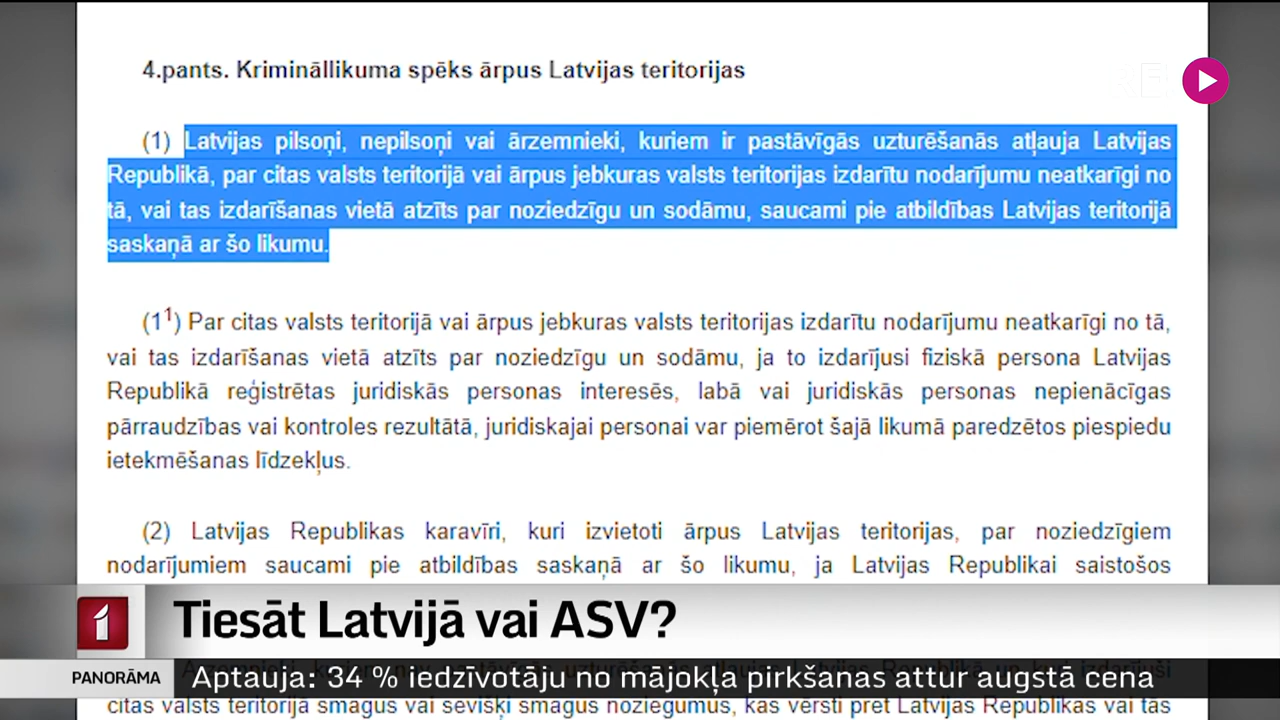 4.pants. Krimināllikuma spēks ārpus Latvijas teritorijas
RE
(1) Latvijas pilsoņi, nepilsoņi vai ārzemnieki, kuriem ir pastāvīgās uzturēšanās atļauja Latvijas
Republikā, par citas valsts teritorijā vai ārpus jebkuras valsts teritorijas izdarītu nodarījumu neatkarīgi no
tā, vai tas izdarīšanas vietā atzīts par noziedzīgu un sodāmu, saucami pie atbildības Latvijas teritorijā
saskaņā ar šo likumu.
(1¹) Par citas valsts teritorijā vai ārpus jebkuras valsts teritorijas izdarītu nodarījumu neatkarīgi no tā,
vai tas izdarīšanas vietā atzīts par noziedzīgu un sodāmu, ja to izdarījusi fiziskā persona Latvijas
Republikā reģistrētas juridiskās personas interesēs, labā vai juridiskās personas nepienācīgas
pārraudzības vai kontroles rezultātā, juridiskajai personai var piemērot šajā likumā paredzētos piespiedu
ietekmēšanas līdzekļus.
(2) Latvijas Republikas karavīri, kuri izvietoti ārpus Latvijas teritorijas, par noziedzīgiem
nodarījumiem saucami pie atbildības saskaņā ar šo likumu, ja Latvijas Republikai saistošos
1 Tiesāt Latvijā vai ASV?
PANORĀMA Aptauja: 34 % iedzīvotāju no mājokļa pirkšanas attur augstā cena
citas valsts teritorijā smagus vai sevišķi smagus noziegumus, kas vērsti pret Latvijas Republikas vai tās